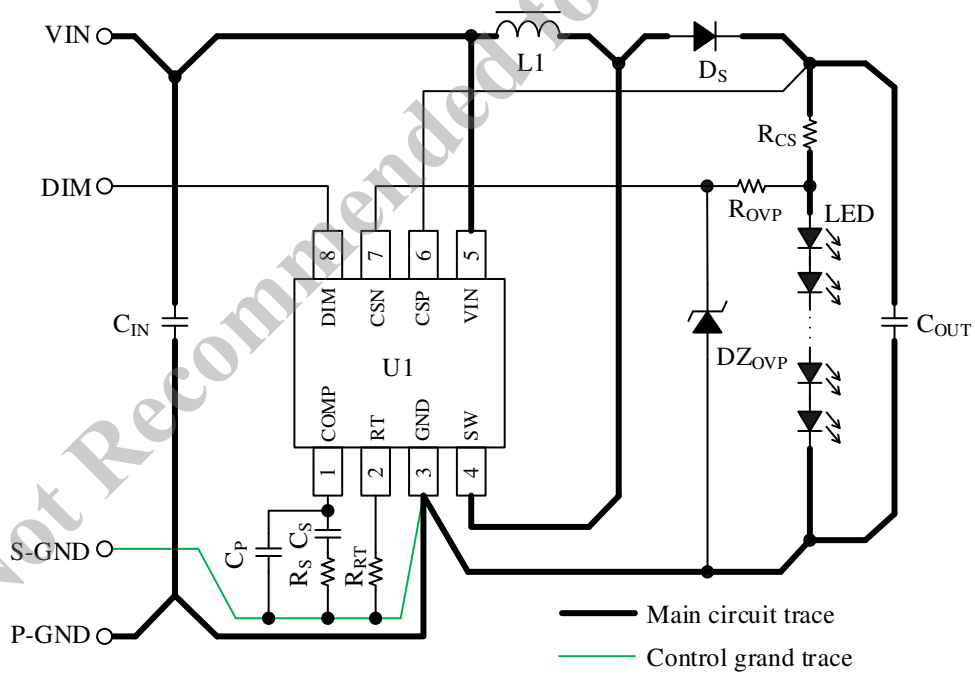 VIN
L1
DS
RCS
DIM
ROVP
LED
8
7
6
5
DIM
CSN
CSP
VIN
CIN
U1
DZOVP
COUT
COMP
RT
GND
SW
1
2
3
4
S-GND
CP
CS
RS
RRT
P-GND
Main circuit trace
Control grand trace
Not Recommended fo